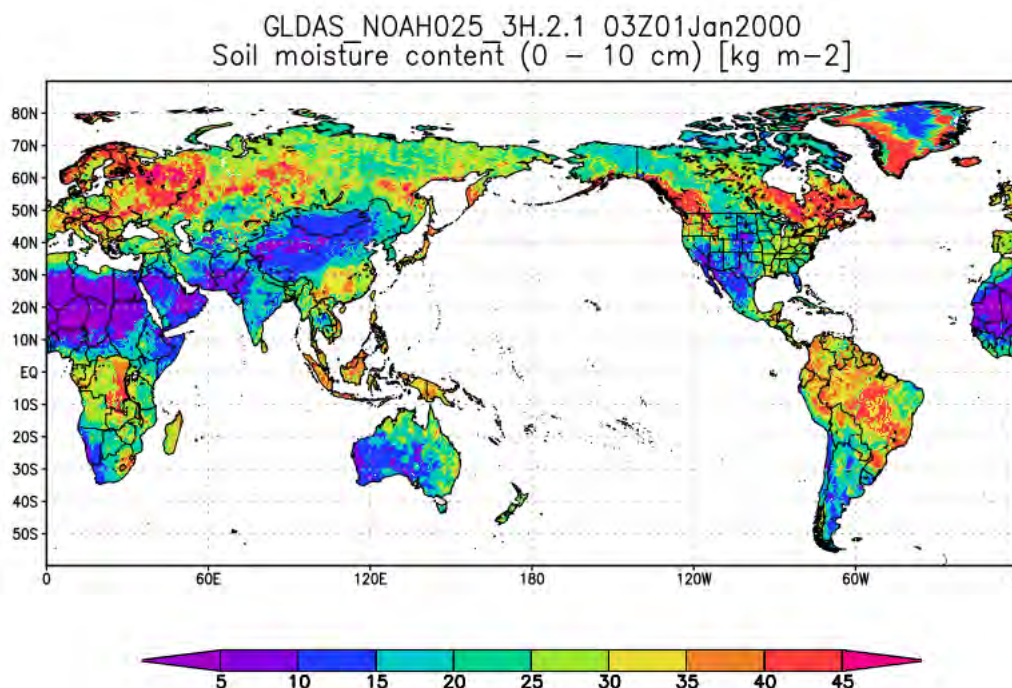 GLDAS_NOAH025_3H.2.1 03Z01Jan2000
Soil moisture content (0 - 10 cm) [kg m-2]
80N
70N
60N
50N
40N
30N
20N
10N
EQ
10S
20S
30S
40S
50S
0 60E 120E 180 120W 60W
5 10 15 20 25 30 35 40 45